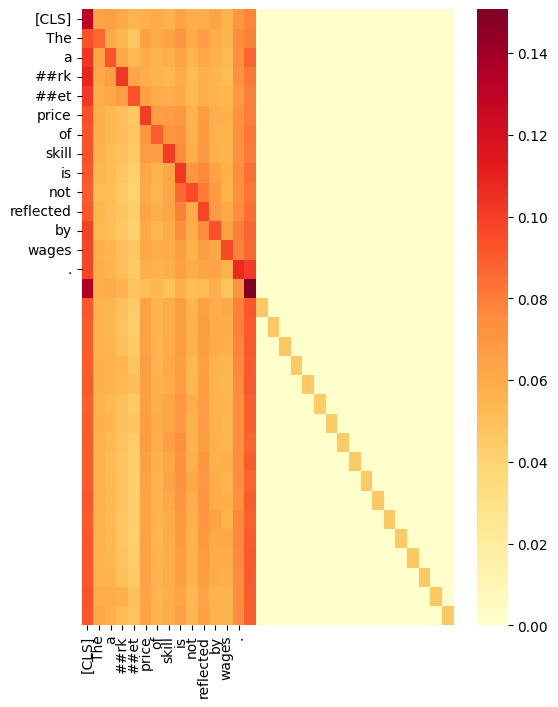 [CLS]
The
a
##rk
##et
price
of
skill
is
not
reflected
by
wages
.
0.14
0.12
0.10
0.08
0.06
0.04
0.02
0.00
[CLS]
The
a
##rk
##et
price
of
skill
is
not
reflected
by
wages
.